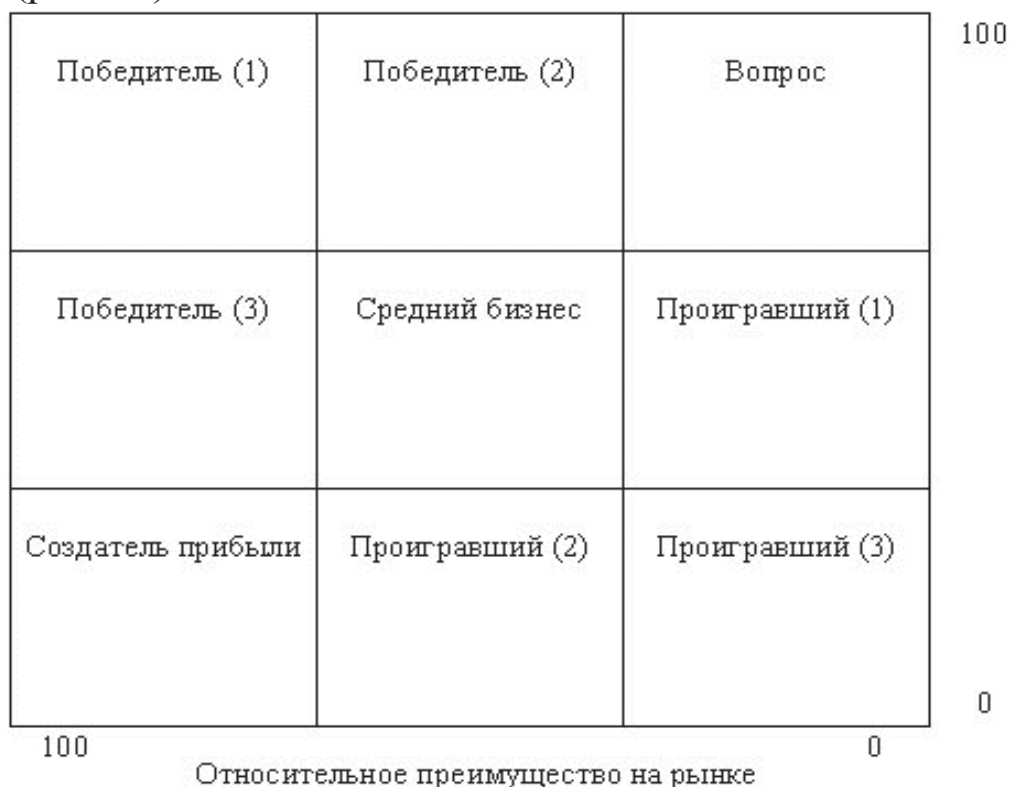 100
Победитель (1) Победитель (2) Вопрос
Победитель (3) Средний бизнес Проигравший (1)
Создатель прибыли Проигравший (2) Проигравший (3)
0
100 0
Относительное преимущество на рынке